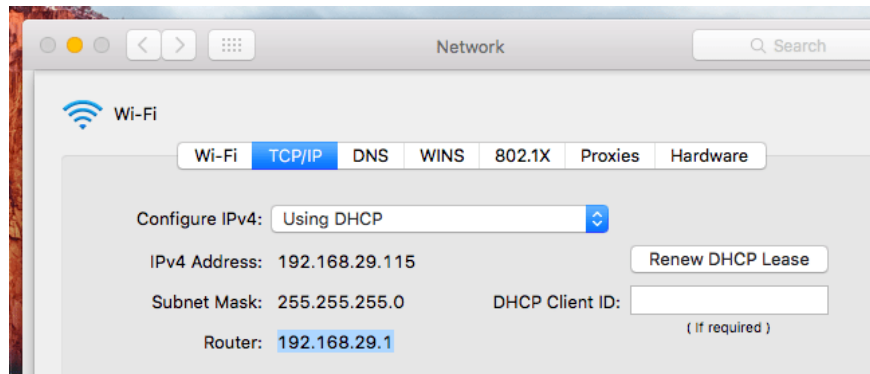 Network
Search
Wi-Fi
Wi-Fi TCP/IP DNS WINS 802.1X Proxies Hardware
Configure IPv4: Using DHCP
IPv4 Address: 192.168.29.115 Renew DHCP Lease
Subnet Mask: 255.255.255.0 DHCP Client ID:
( If required )
Router: 192.168.29.1